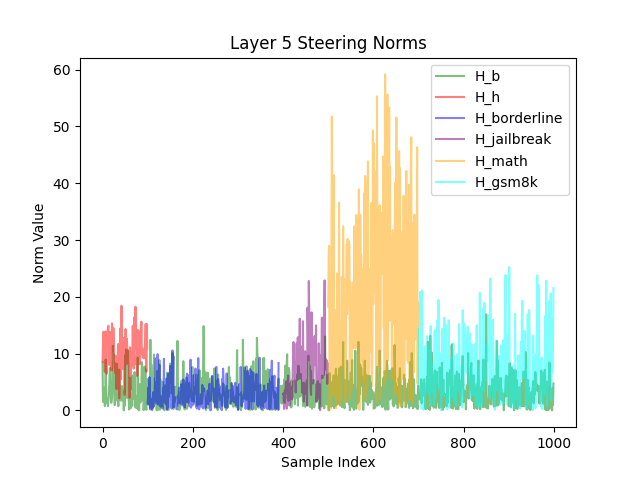 Layer 5 Steering Norms
60
50
40
30
20
10
0
Norm Value
H_b
H_h
H_borderline
H_jailbreak
H_math
H_gsm8k
0 200 400 600 800 1000
Sample Index